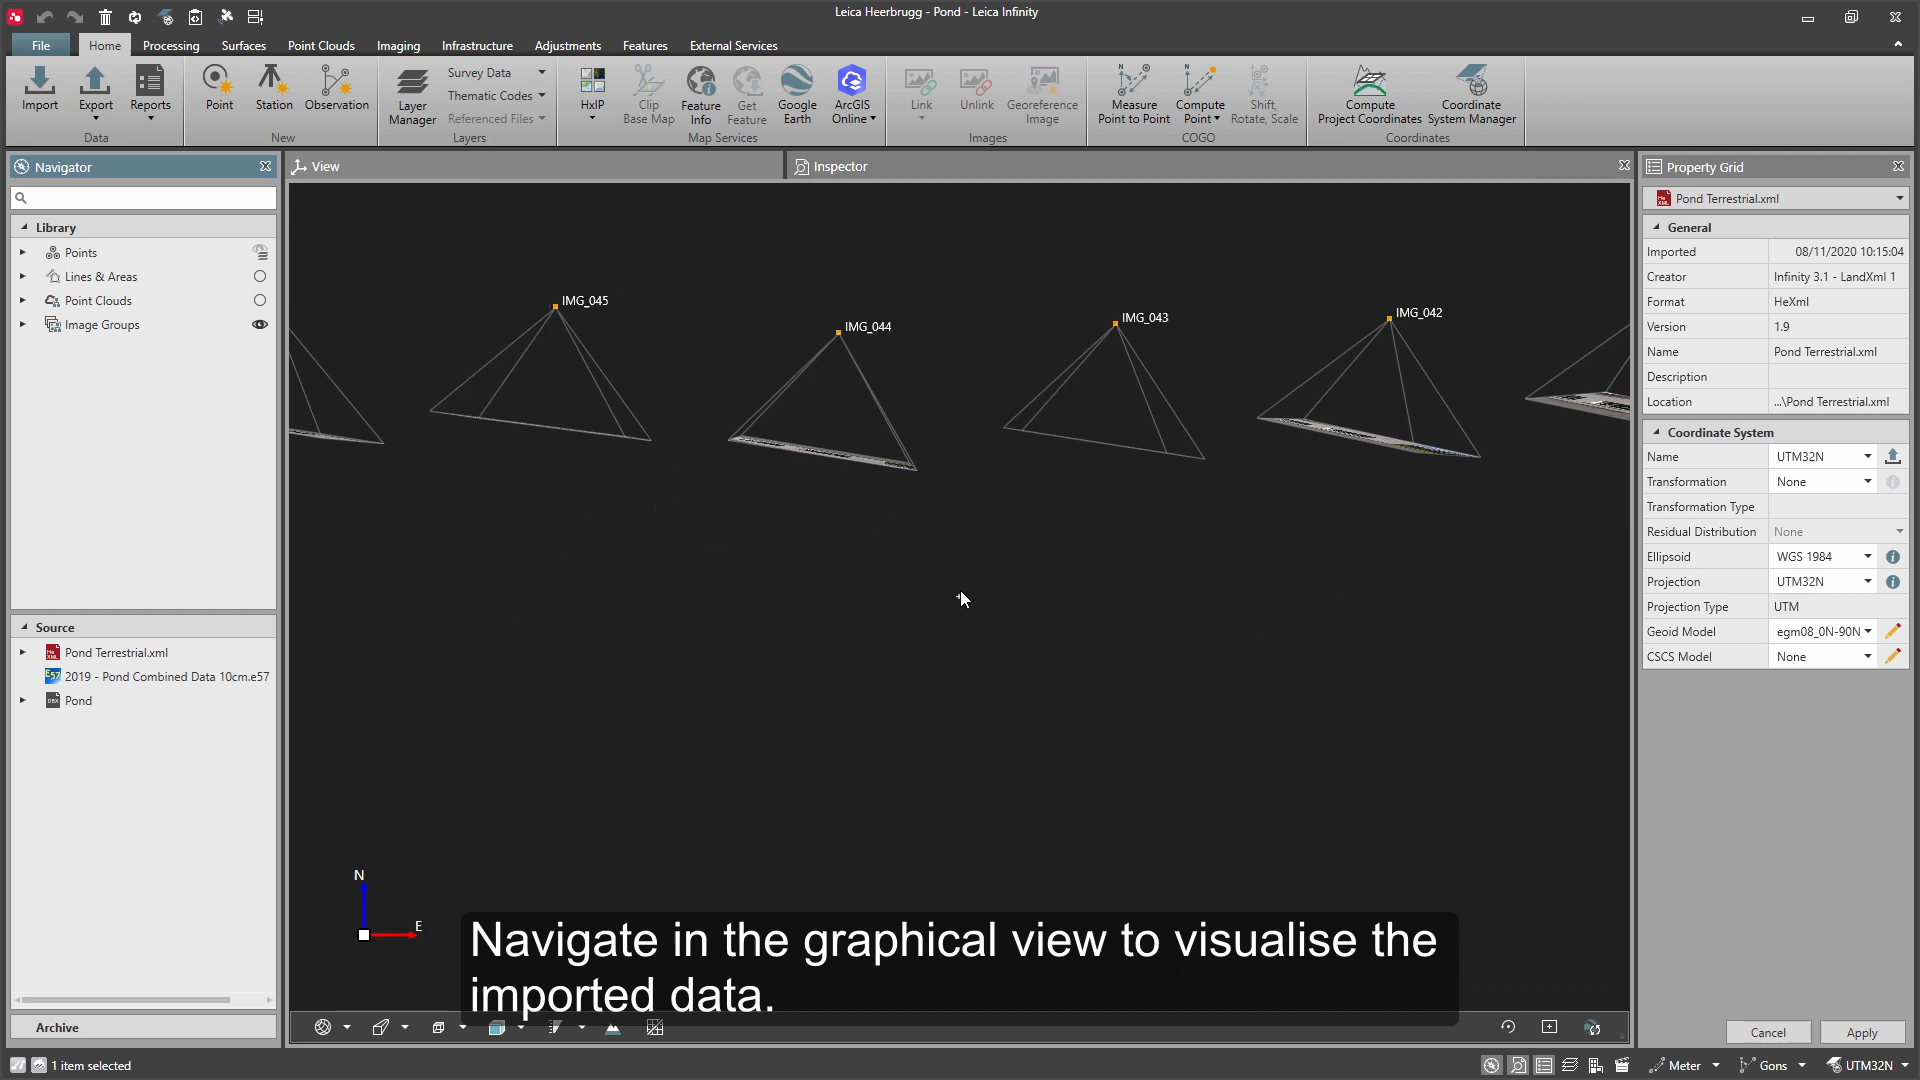 Leica Heerbrugg - Pond - Leica Infinity
File Home Processing Surfaces Point Clouds Imaging Infrastructure Adjustments Features External Services
Import
Export
Reports
Data
Point
Station
Observation
New
Layer
Manager
Survey Data
Thematic Codes
Referenced Files
Layers
HxIP
Clip
Base Map
Feature
Info
Get
Feature
Google
Earth
ArcGIS
Online
Map Services
Link
Unlink
Georeference
Image
Images
Measure
Point to Point
Compute
Point
Shift,
Rotate, Scale
COGO
Compute
Project Coordinates
Coordinate
System Manager
Coordinates
Navigator
Library
Points
Lines & Areas
Point Clouds
Image Groups
Source
Pond Terrestrial.xml
2019 - Pond Combined Data 10cm.e57
Pond
Archive
View
Inspector
IMG_045
IMG_044
IMG_043
IMG_042
N
E
Navigate in the graphical view to visualise the
imported data.
Property Grid
Pond Terrestrial.xml
General
Imported 08/11/2020 10:15:04
Creator Infinity 3.1 - LandXml 1
Format HeXml
Version 1.9
Name Pond Terrestrial.xml
Description
Location ...\Pond Terrestrial.xml
Coordinate System
Name UTM32N
Transformation None
Transformation Type
Residual Distribution None
Ellipsoid WGS 1984
Projection UTM32N
Projection Type UTM
Geoid Model egm08_0N-90N
CSCS Model None
Cancel Apply
1 item selected
Meter Gons UTM32N